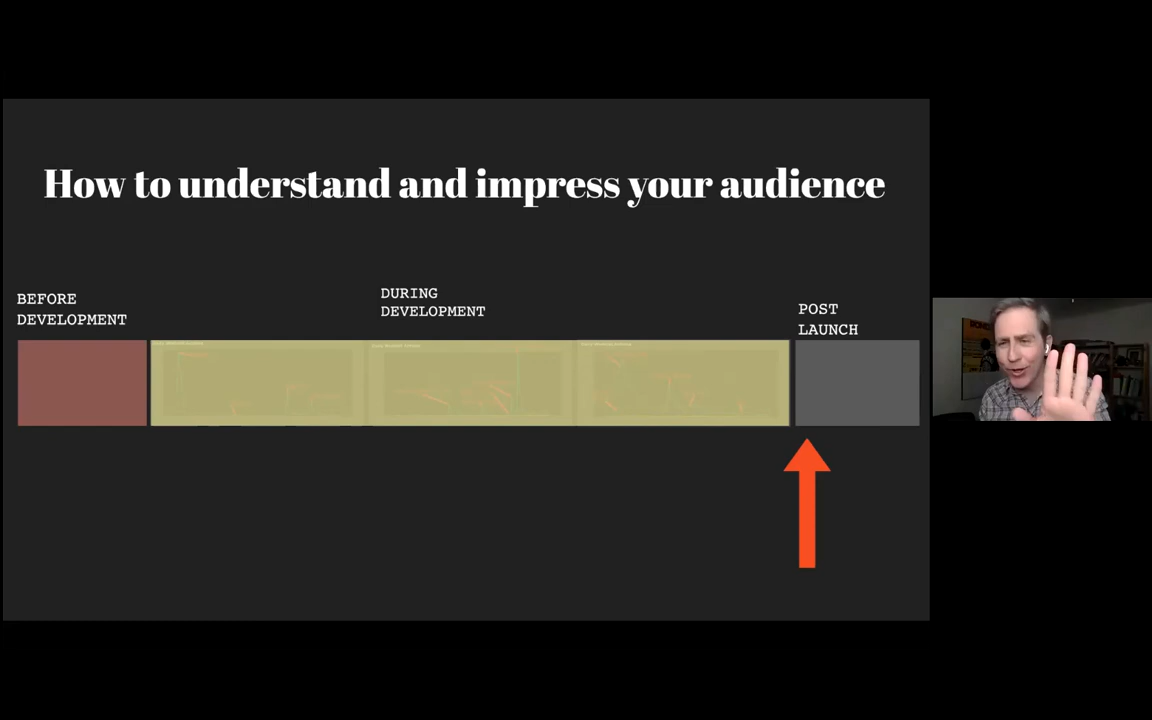 How to understand and impress your audience
BEFORE
DEVELOPMENT
DURING
DEVELOPMENT
POST
LAUNCH